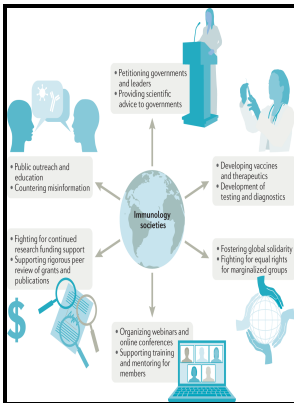 • Petitioning governments
and leaders
• Providing scientific
advice to governments
• Public outreach and
education
• Countering misinformation
• Developing vaccines
and therapeutics
• Development of
testing and diagnostics
Immunology
societies
• Fighting for continued
research funding support
• Supporting rigorous peer
review of grants and
publications
• Fostering global solidarity
• Fighting for equal rights
for marginalized groups
$
• Organizing webinars and
online conferences
• Supporting training
and mentoring for
members